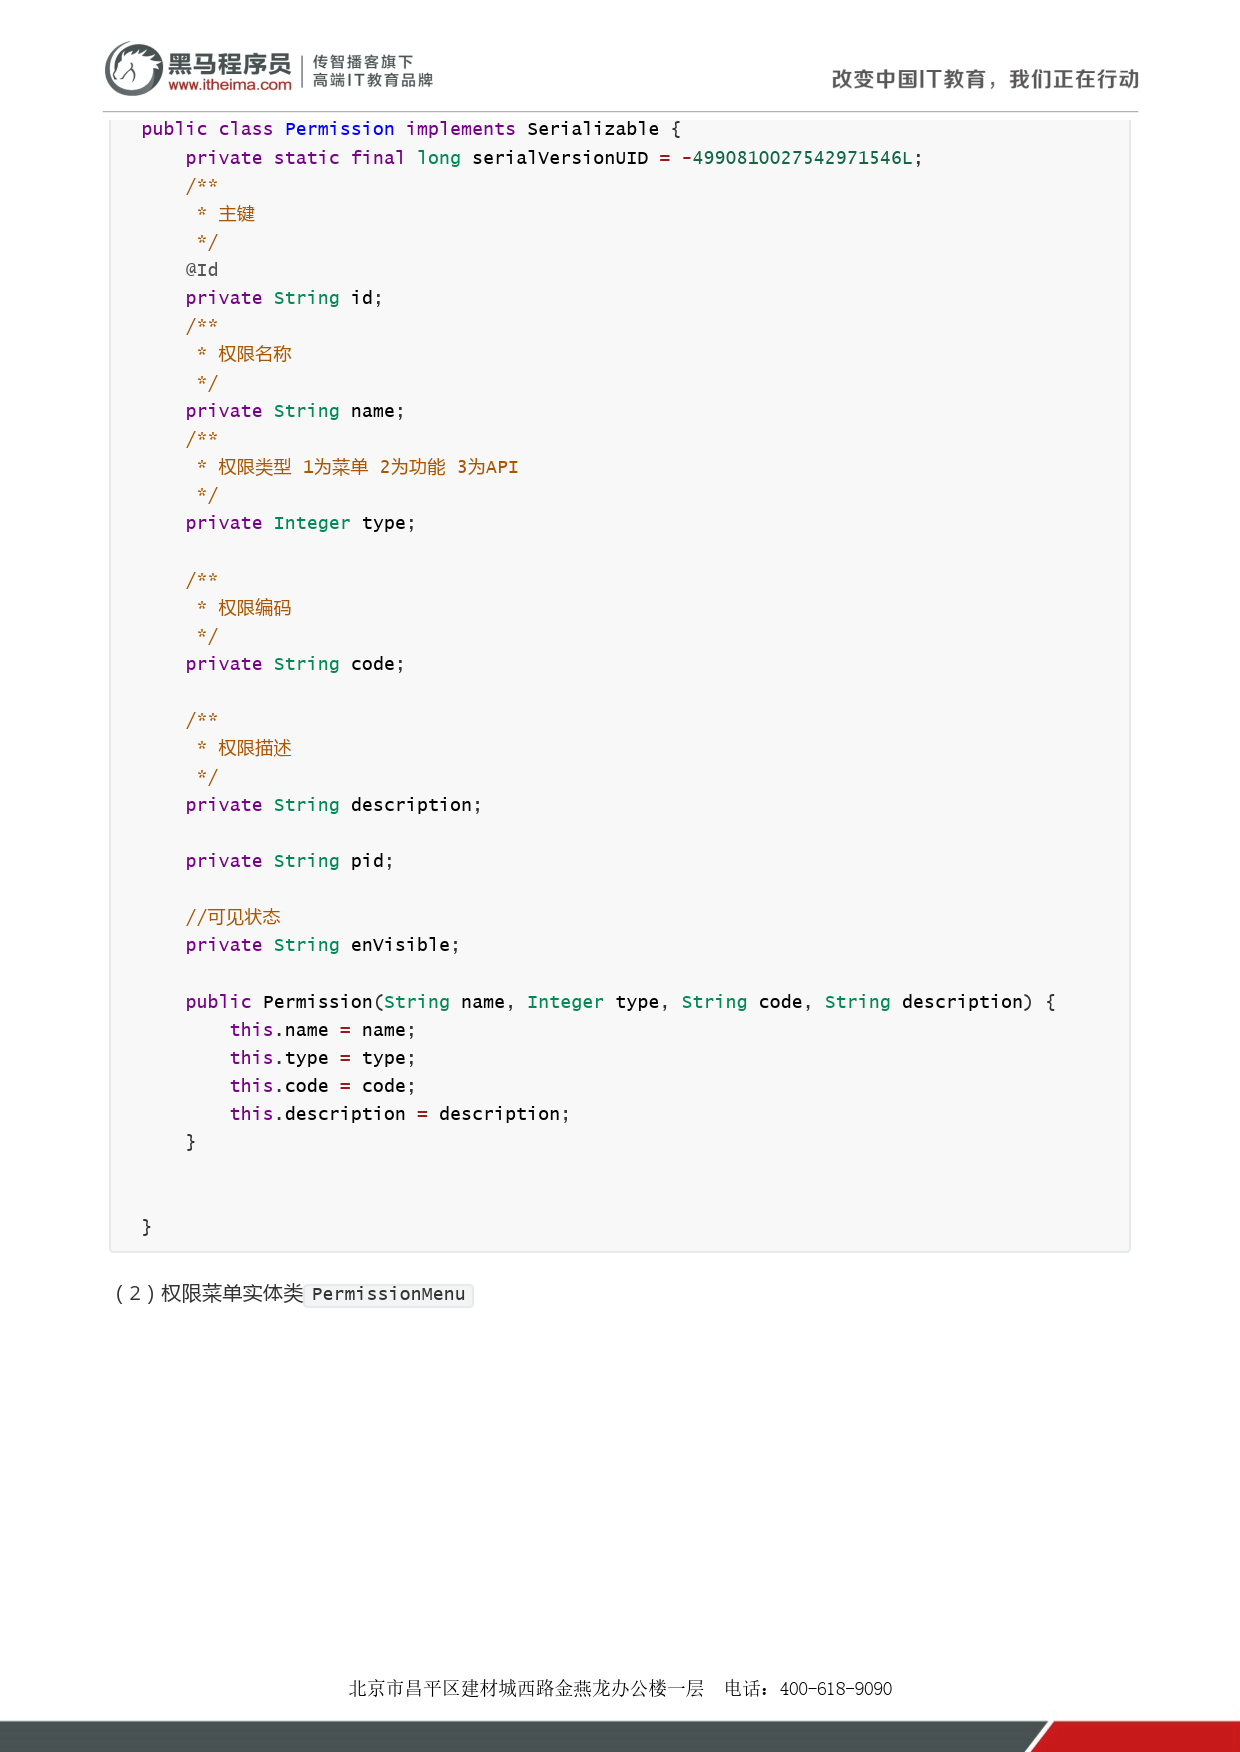 黑马程序员
www.itheima.com
传智播客旗下
高端IT教育品牌
改变中国IT教育，我们正在行动
public class Permission implements Serializable {
    private static final long serialVersionUID = -4990810027542971546L;
    /**
     * 主键
     */
    @Id
    private String id;
    /**
     * 权限名称
     */
    private String name;
    /**
     * 权限类型 1为菜单 2为功能 3为API
     */
    private Integer type;

    /**
     * 权限编码
     */
    private String code;

    /**
     * 权限描述
     */
    private String description;

    private String pid;

    //可见状态
    private String enVisible;

    public Permission(String name, Integer type, String code, String description) {
        this.name = name;
        this.type = type;
        this.code = code;
        this.description = description;
    }


}
（2）权限菜单实体类 PermissionMenu
北京市昌平区建材城西路金燕龙办公楼一层  电话：400-618-9090